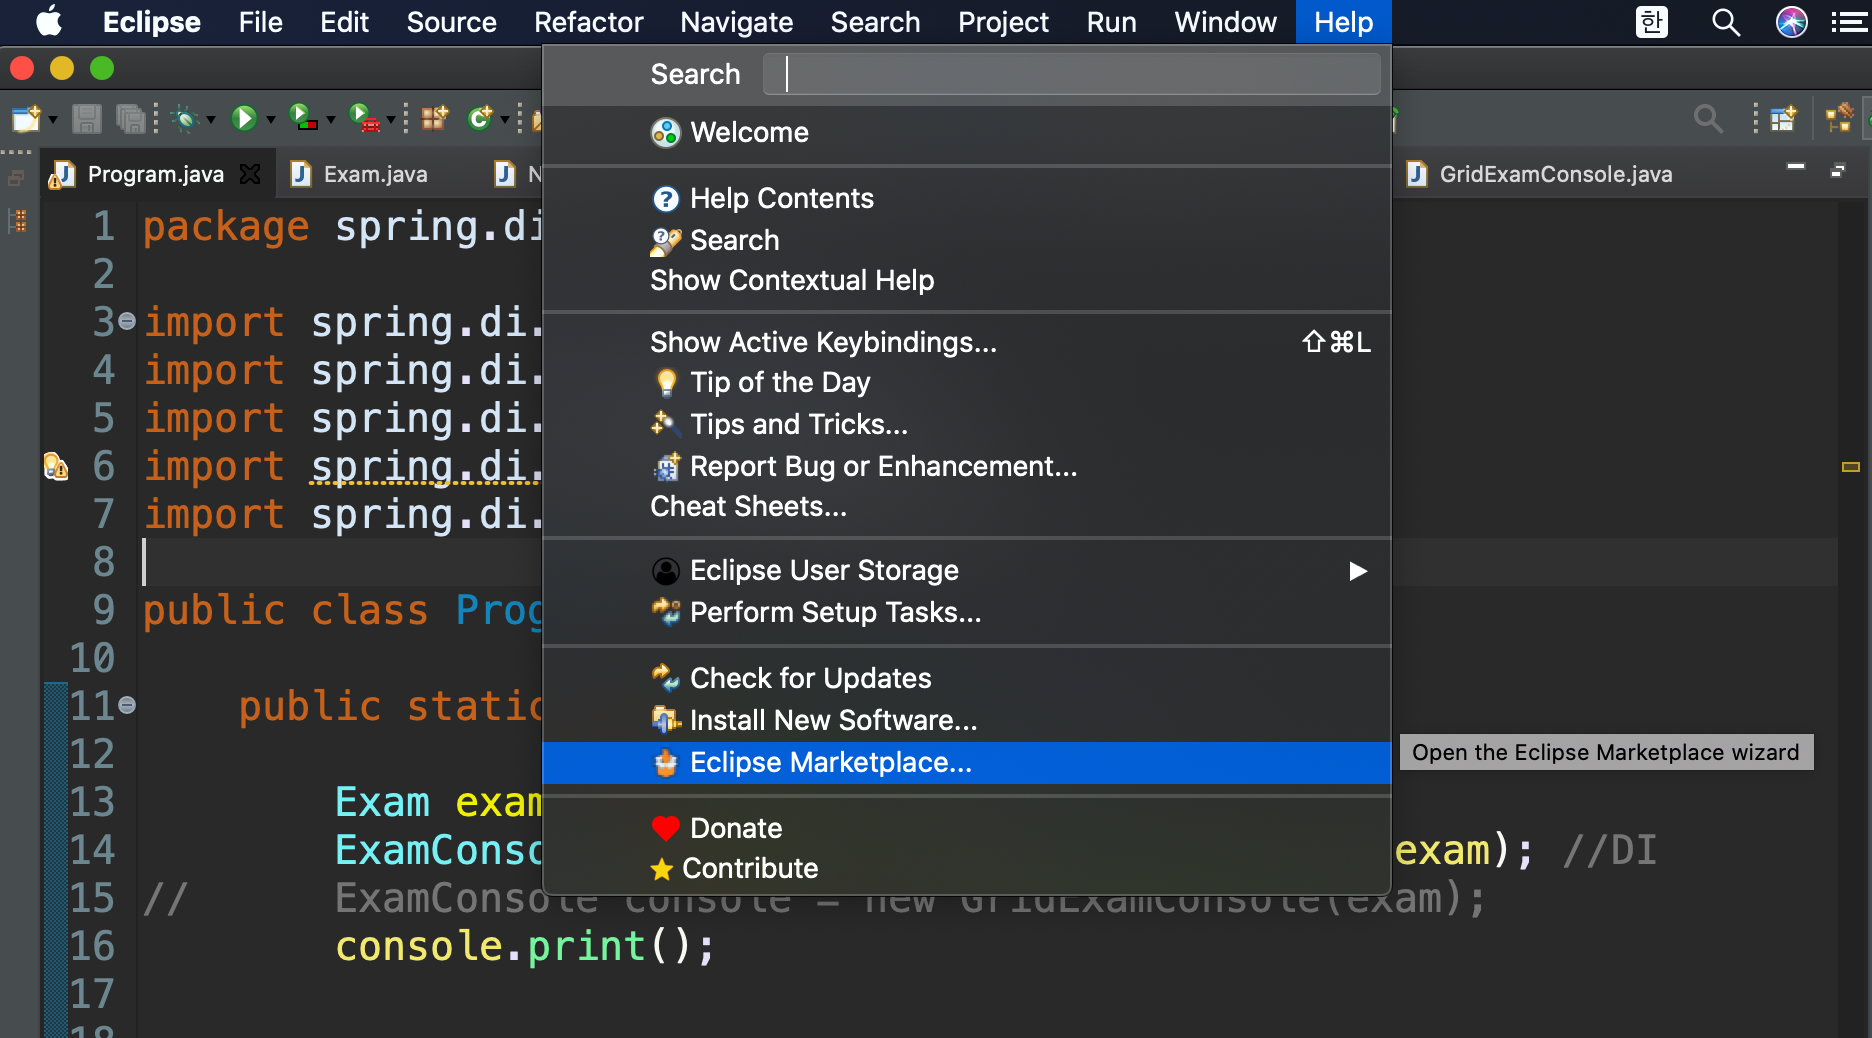 Eclipse File Edit Source Refactor Navigate Search Project Run Window Help 한
Search
Welcome
Help Contents
Search
Show Contextual Help
Show Active Keybindings... ⇧⌘L
Tip of the Day
Tips and Tricks...
Report Bug or Enhancement...
Cheat Sheets...
Eclipse User Storage
Perform Setup Tasks...
Check for Updates
Install New Software...
Eclipse Marketplace...
Donate
Contribute
Open the Eclipse Marketplace wizard
Program.java Exam.java N GridExamConsole.java
1 package spring.di
2
3 import spring.di.
4 import spring.di.
5 import spring.di.
6 import spring.di.
7 import spring.di.
8
9 public class Prog
10
11 public static
12
13 Exam exam
14 ExamConso exam); //DI
15 // ExamConsole console = new GridExamConsole(exam);
16 console.print();
17
18